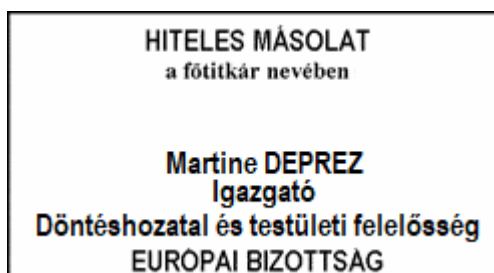 HITELES MÁSOLAT
a főtitkár nevében
Martine DEPREZ
Igazgató
Döntéshozatal és testületi felelősség
EURÓPAI BIZOTTSÁG